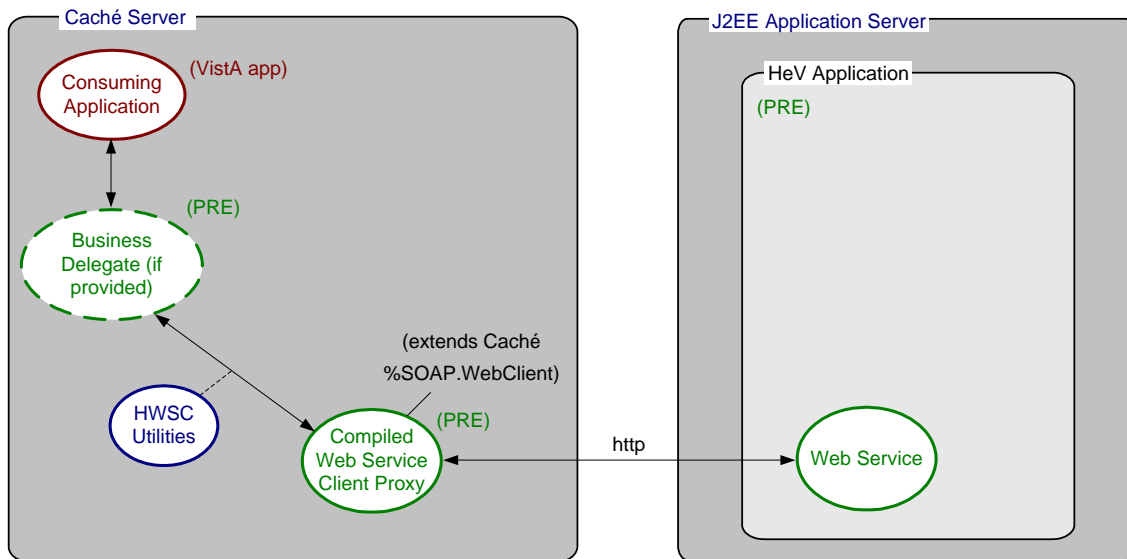 Caché Server
Consuming
Application
(VistA app)
(PRE)
Business
Delegate (if
provided)
(extends Caché
%SOAP.WebClient)
HWSC
Utilities
(PRE)
Compiled
Web Service
Client Proxy
http
J2EE Application Server
HeV Application
(PRE)
Web Service